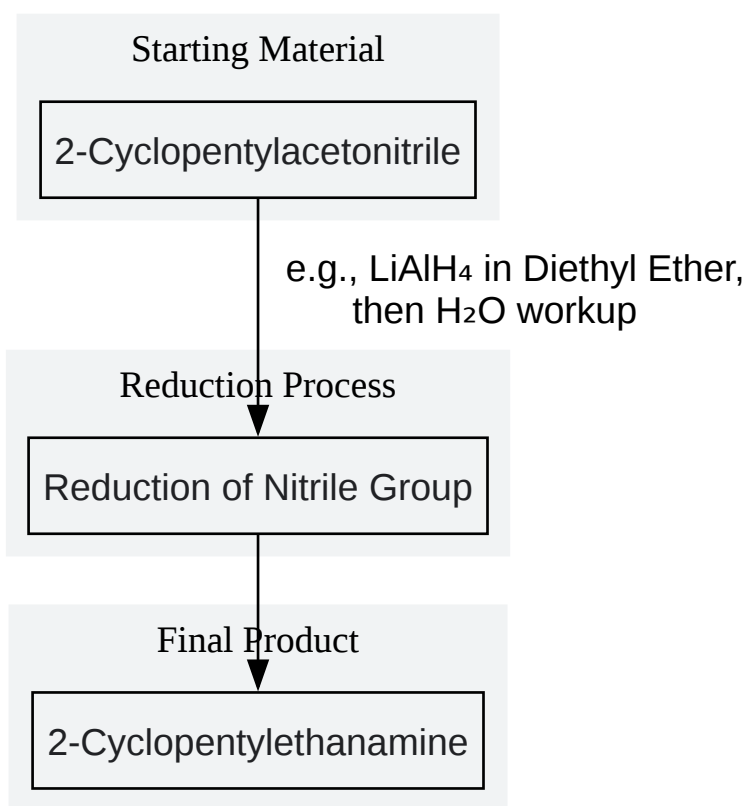 Starting Material
2-Cyclopentylacetonitrile
e.g., LiAlH₄ in Diethyl Ether,
then H₂O workup
Reduction Process
Reduction of Nitrile Group
Final Product
2-Cyclopentylethanamine